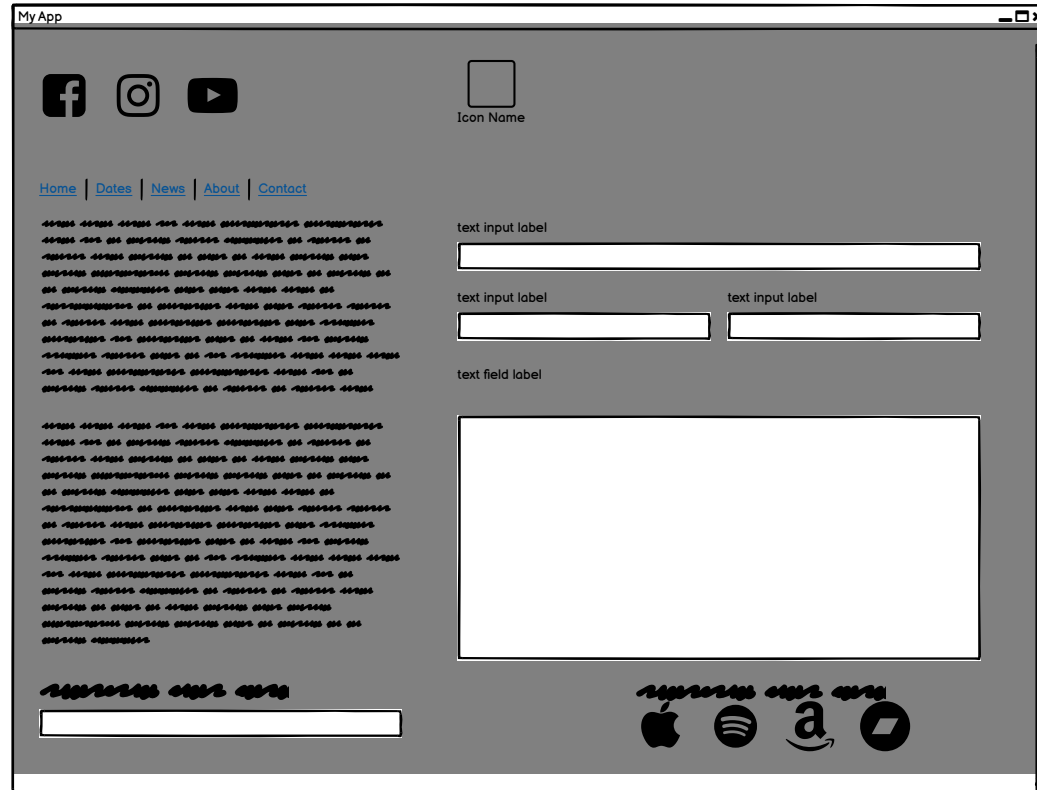 My App
Icon Name
Home | Dates | News | About | Contact
text input label
text input label
text input label
text field label